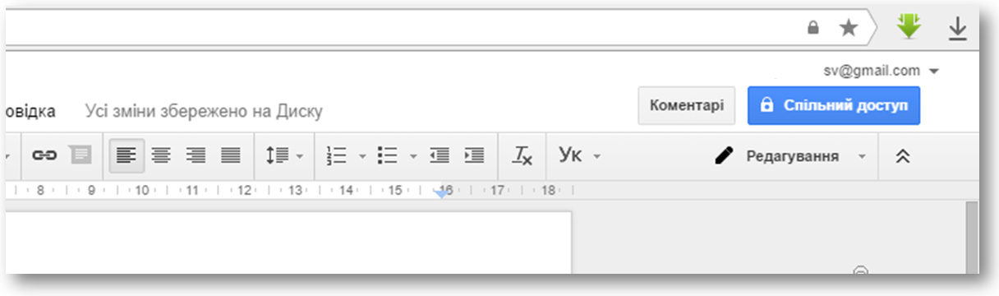 sv@gmail.com
овідка Усі зміни збережено на Диску Коментарі Спільний доступ
Ук Редагування
8 9 10 11 12 13 14 15 16 17 18